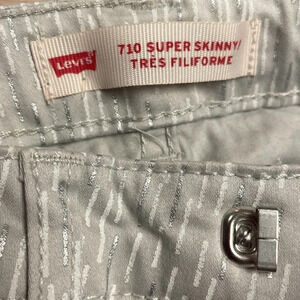 Levi's
710 SUPER SKINNY/
TRÈS FILIFORME